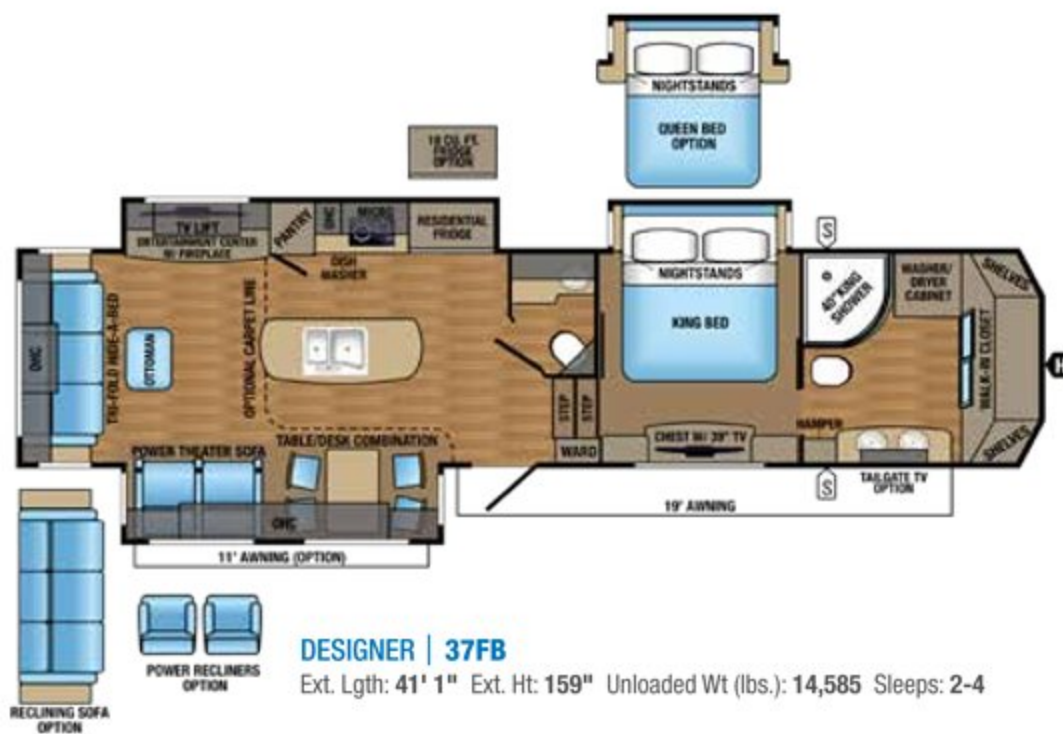 NIGHTSTANDS
QUEEN BED
OPTION
18 CU. FT.
FRIDGE
OPTION
TV LIFT
ENTERTAINMENT CENTER
W/ FIREPLACE
PANTRY
OHC
MICRO
RESIDENTIAL
FRIDGE
DISH
WASHER
NIGHTSTANDS
KING BED
S
40" KING
SHOWER
WASHER/
DRYER
CABINET
SHELVES
OHC
TRI-FOLD HIDE-A-BED
OTTOMAN
OPTIONAL CARPET LINE
WALK-IN CLOSET
STEP
STEP
HAMPER
TABLE/DESK COMBINATION
POWER THEATER SOFA
WARD
CHEST W/ 39" TV
SHELVES
S
TAILGATE TV
OPTION
19' AWNING
OHC
11' AWNING (OPTION)
POWER RECLINERS
OPTION
RECLINING SOFA
OPTION
DESIGNER | 37FB
Ext. Lgth: 41' 1" Ext. Ht: 159" Unloaded Wt (lbs.): 14,585 Sleeps: 2-4